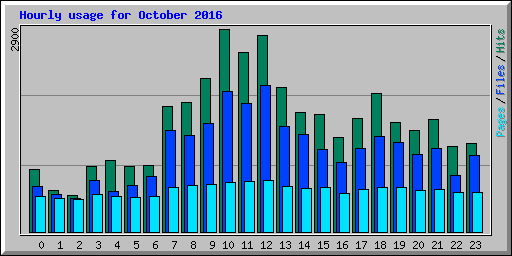 Hourly usage for October 2016
2900
Pages / Files / Hits
0 1 2 3 4 5 6 7 8 9 10 11 12 13 14 15 16 17 18 19 20 21 22 23